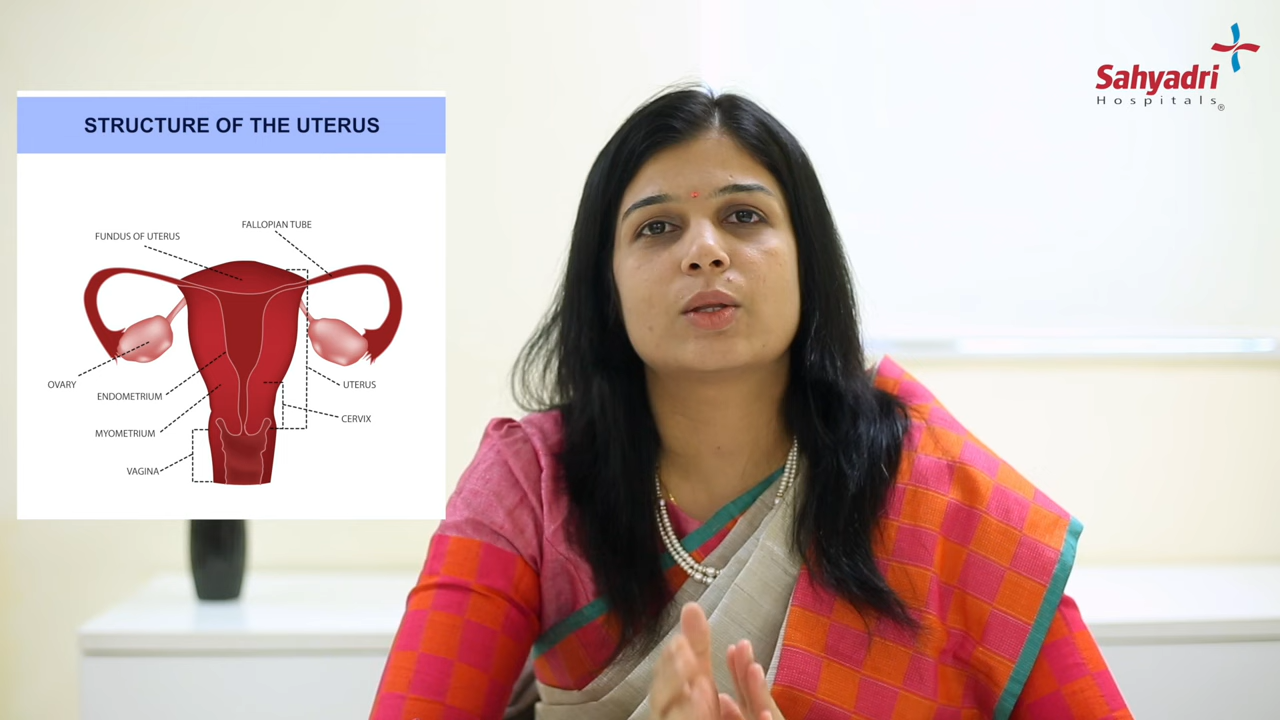 STRUCTURE OF THE UTERUS
FUNDUS OF UTERUS
FALLOPIAN TUBE
OVARY
ENDOMETRIUM
MYOMETRIUM
VAGINA
UTERUS
CERVIX
Sahyadri
Hospitals®